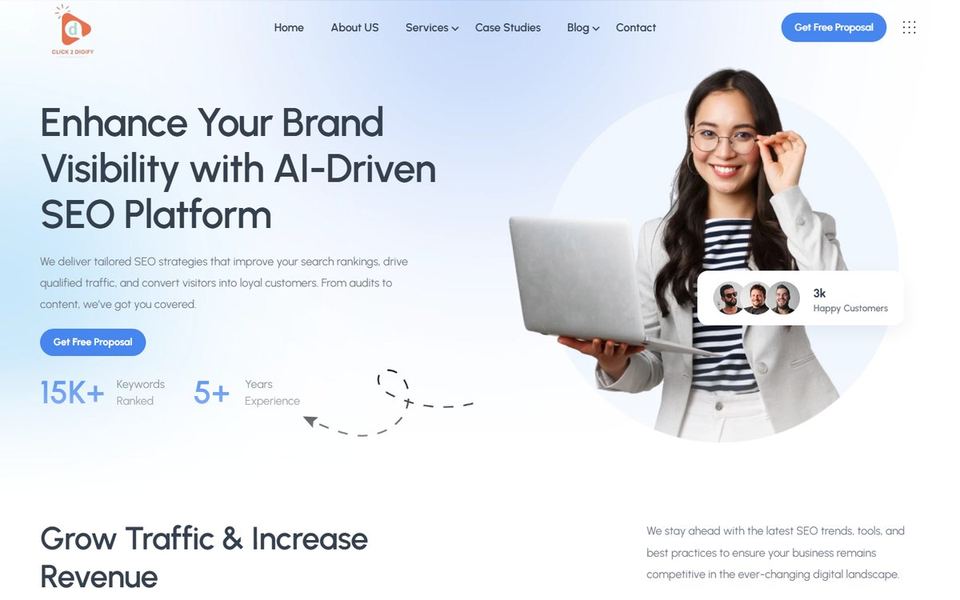 d
CLICK 2 DIGIFY
Home About US Services Case Studies Blog Contact
Get Free Proposal
Enhance Your Brand
Visibility with AI-Driven
SEO Platform
We deliver tailored SEO strategies that improve your search rankings, drive
qualified traffic, and convert visitors into loyal customers. From audits to
content, we've got you covered.
Get Free Proposal
15K+ Keywords
Ranked
5+ Years
Experience
3k
Happy Customers
Grow Traffic & Increase
Revenue
We stay ahead with the latest SEO trends, tools, and
best practices to ensure your business remains
competitive in the ever-changing digital landscape.